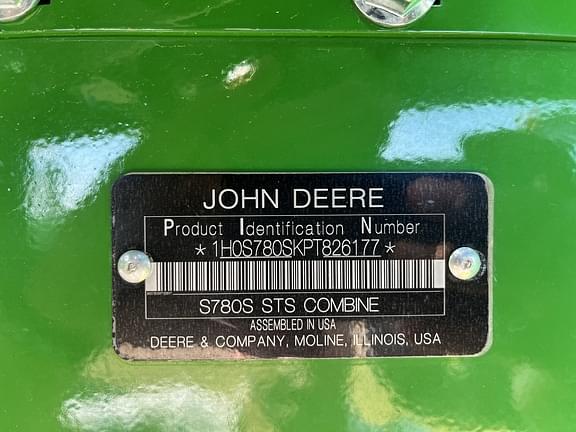 JOHN DEERE
Product Identification Number
*1H0S780SKPT826177*
S780S STS COMBINE
ASSEMBLED IN USA
DEERE & COMPANY, MOLINE, ILLINOIS, USA